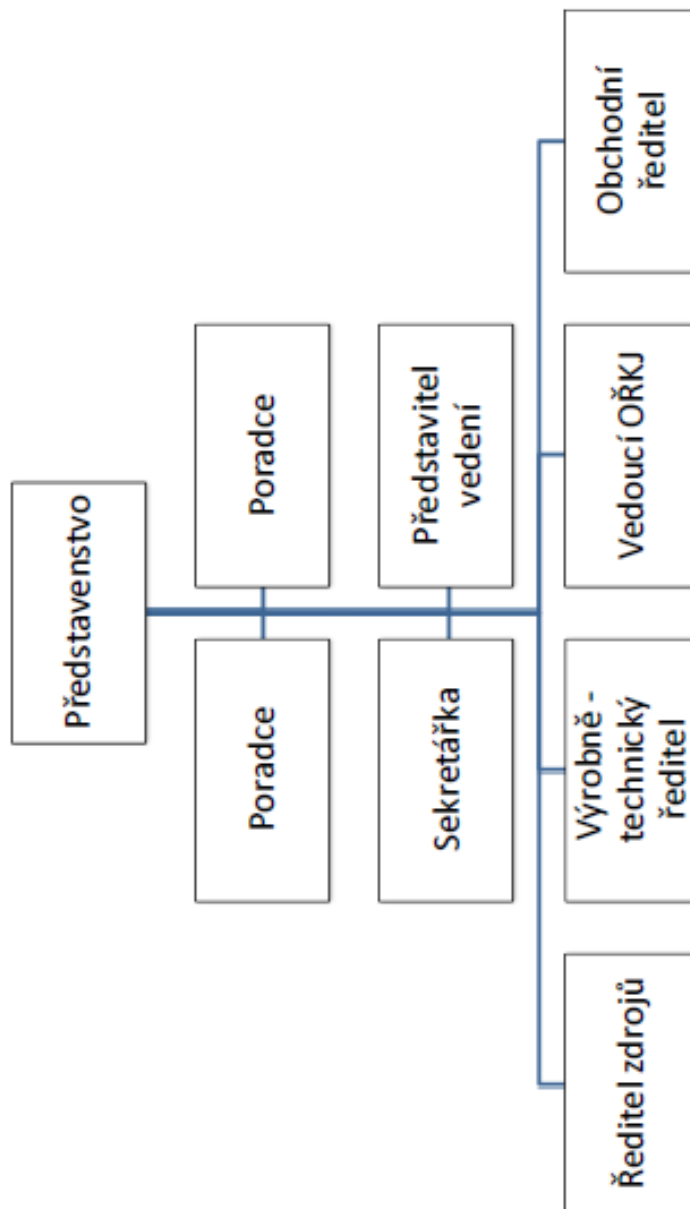 Představenstvo
Poradce
Poradce
Sekretářka
Představitel
vedení
Ředitel zdrojů
Výrobně -
technický
ředitel
Vedoucí OŘKJ
Obchodní
ředitel